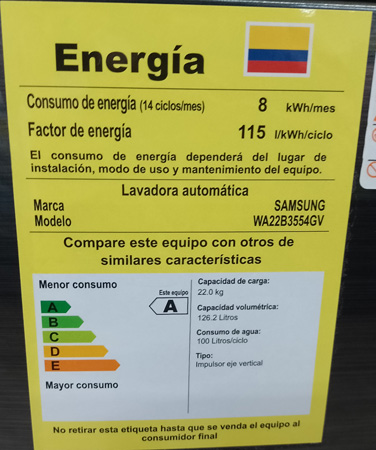 Energía
Consumo de energía (14 ciclos/mes) 8 kWh/mes
Factor de energía 115 l/kWh/ciclo
El consumo de energía dependerá del lugar de
instalación, modo de uso y mantenimiento del equipo.
Lavadora automática
Marca SAMSUNG
Modelo WA22B3554GV
Compare este equipo con otros de
similares características
Menor consumo
Este equipo
A
A
B
C
D
E
Mayor consumo
Capacidad de carga:
22.0 kg
Capacidad volumétrica:
126.2 Litros
Consumo de agua:
100 Litros/ciclo
Tipo:
Impulsor eje vertical
No retirar esta etiqueta hasta que se venda el equipo al
consumidor final